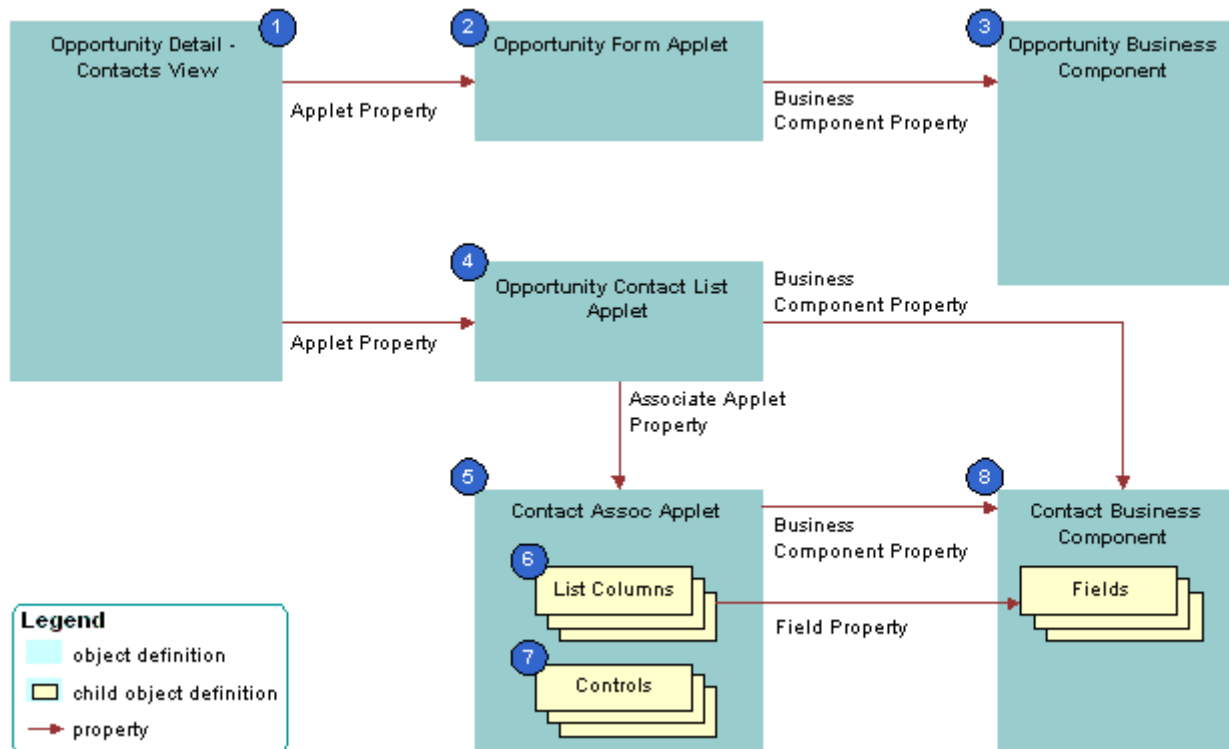 1
Opportunity Detail -
Contacts View
2
Opportunity Form Applet
3
Opportunity Business
Component
Applet Property
Business
Component Property
4
Opportunity Contact List
Applet
Business
Component Property
Applet Property
Associate Applet
Property
5
Contact Assoc Applet
8
Contact Business
Component
Business
Component Property
6
List Columns
Fields
Field Property
7
Controls
Legend
object definition
child object definition
property